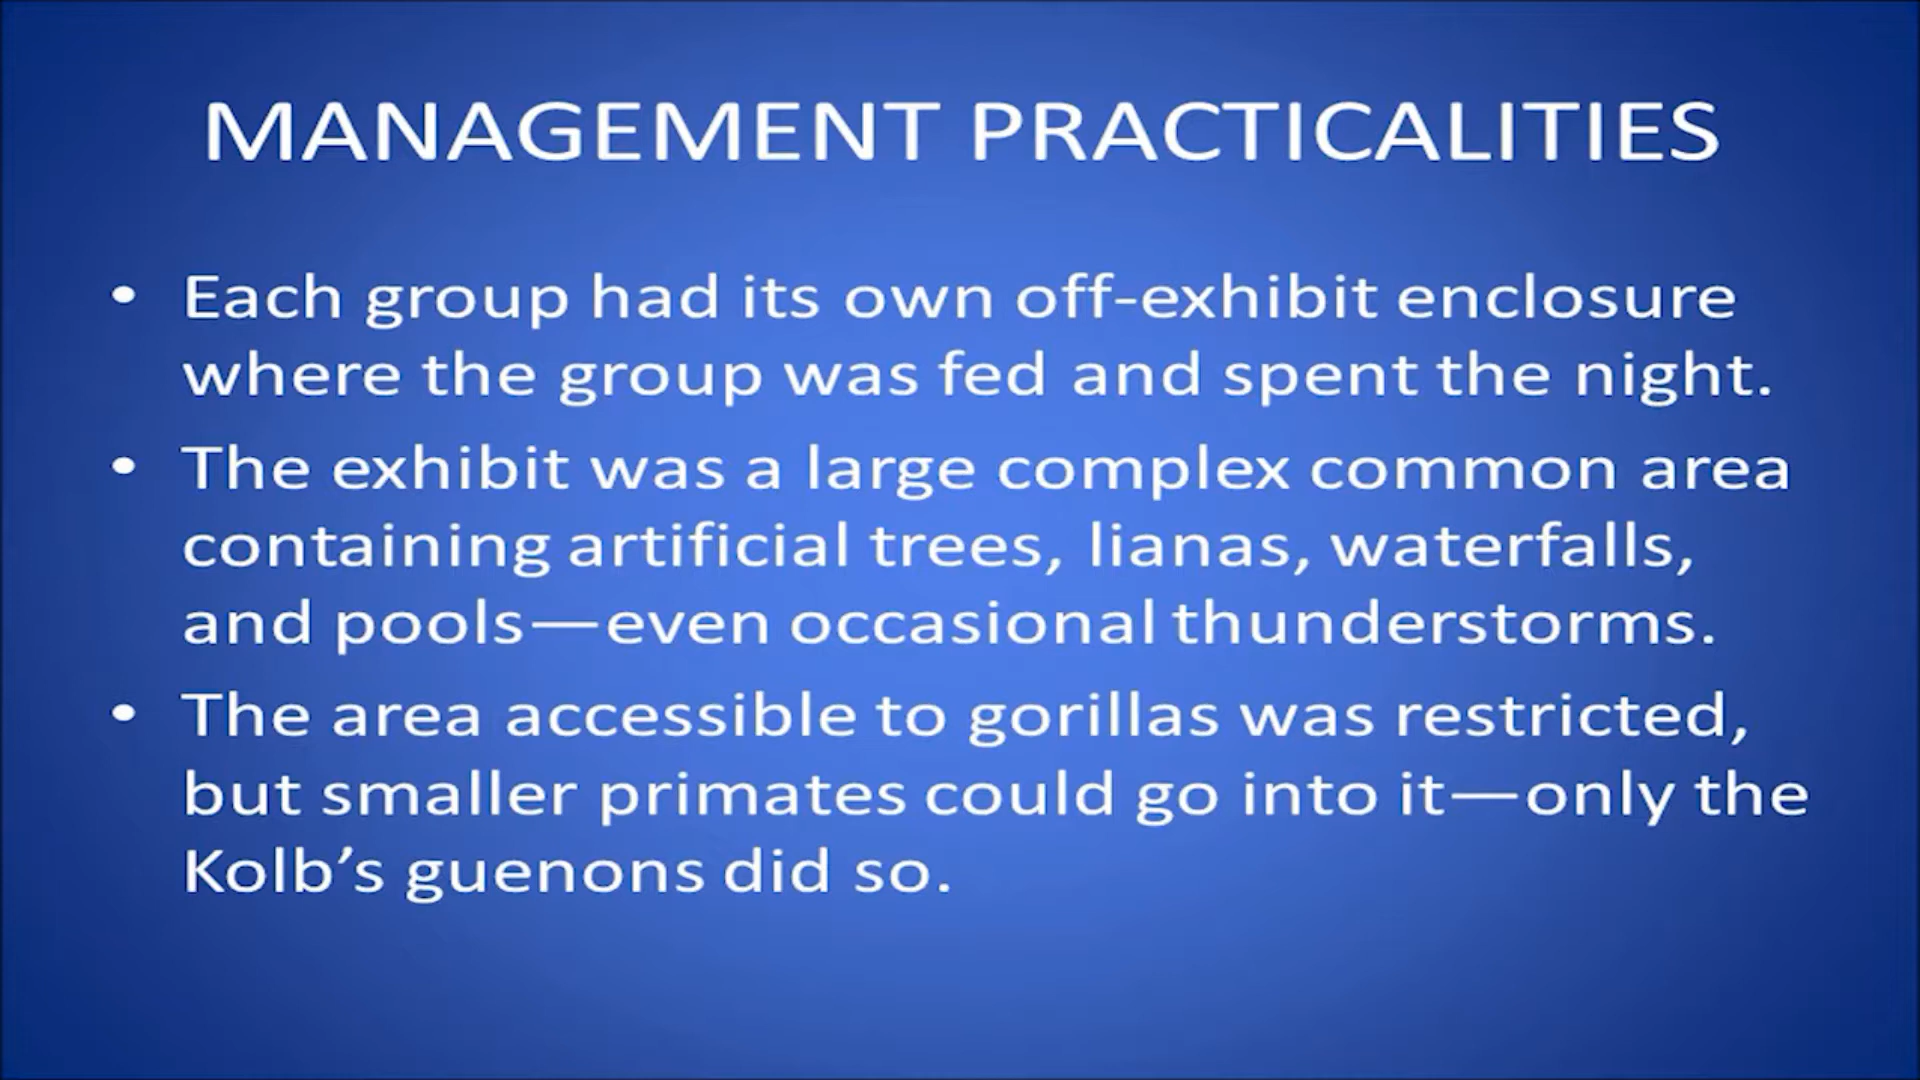 MANAGEMENT PRACTICALITIES
• Each group had its own off-exhibit enclosure
where the group was fed and spent the night.
• The exhibit was a large complex common area
containing artificial trees, lianas, waterfalls,
and pools—even occasional thunderstorms.
• The area accessible to gorillas was restricted,
but smaller primates could go into it—only the
Kolb’s guenons did so.